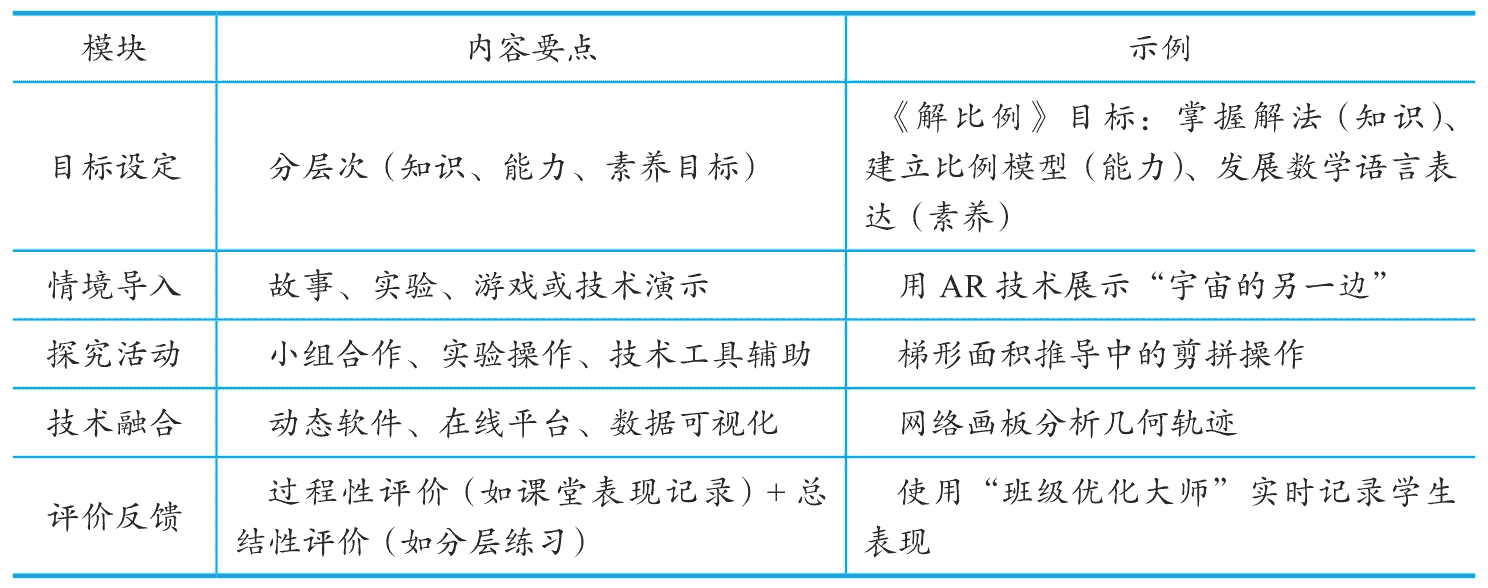 模块 内容要点 示例
《解比例》目标：掌握解法（知识）、
目标设定 分层次（知识、能力、素养目标） 建立比例模型（能力）、发展数学语言表
达（素养）
情境导入 故事、实验、游戏或技术演示 用 AR 技术展示“宇宙的另一边”
探究活动 小组合作、实验操作、技术工具辅助 梯形面积推导中的剪拼操作
技术融合 动态软件、在线平台、数据可视化 网络画板分析几何轨迹
评价反馈 过程性评价（如课堂表现记录）+ 总 使用“班级优化大师”实时记录学生
结性评价（如分层练习） 表现